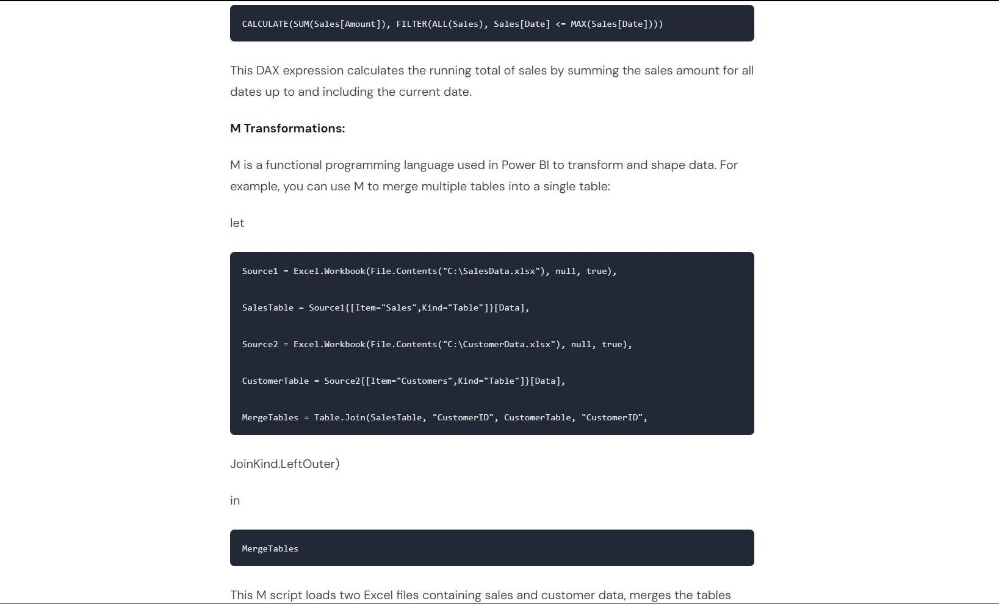 CALCULATE(SUM(Sales[Amount]), FILTER(ALL(Sales), Sales[Date] <= MAX(Sales[Date])))
This DAX expression calculates the running total of sales by summing the sales amount for all
dates up to and including the current date.
M Transformations:
M is a functional programming language used in Power BI to transform and shape data. For
example, you can use M to merge multiple tables into a single table:
let
Source1 = Excel.Workbook(File.Contents("C:\SalesData.xlsx"), null, true),
SalesTable = Source1{[Item="Sales",Kind="Table"]}[Data],
Source2 = Excel.Workbook(File.Contents("C:\CustomerData.xlsx"), null, true),
CustomerTable = Source2{[Item="Customers",Kind="Table"]}[Data],
MergeTables = Table.Join(SalesTable, "CustomerID", CustomerTable, "CustomerID",
JoinKind.LeftOuter)
in
MergeTables
This M script loads two Excel files containing sales and customer data, merges the tables